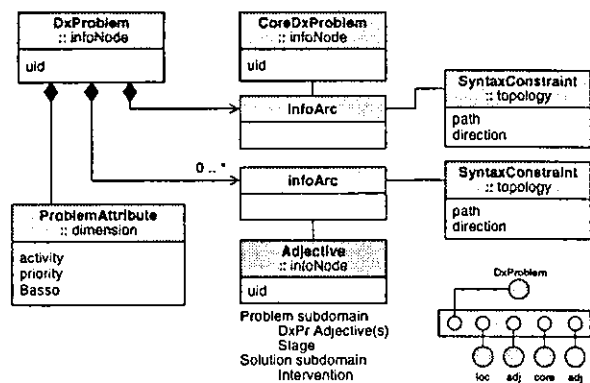 DxProblem
:: infoNode
uid
CoreDxProblem
:: infoNode
uid
InfoArc
SyntaxConstraint
:: topology
path
direction
0 .. *
infoArc
SyntaxConstraint
:: topology
path
direction
ProblemAttribute
:: dimension
activity
priority
Basso
Adjective
:: infoNode
uid
Problem subdomain
DxPr Adjective(s)
Stage
Solution subdomain
Intervention
DxProblem
loc adj core adj